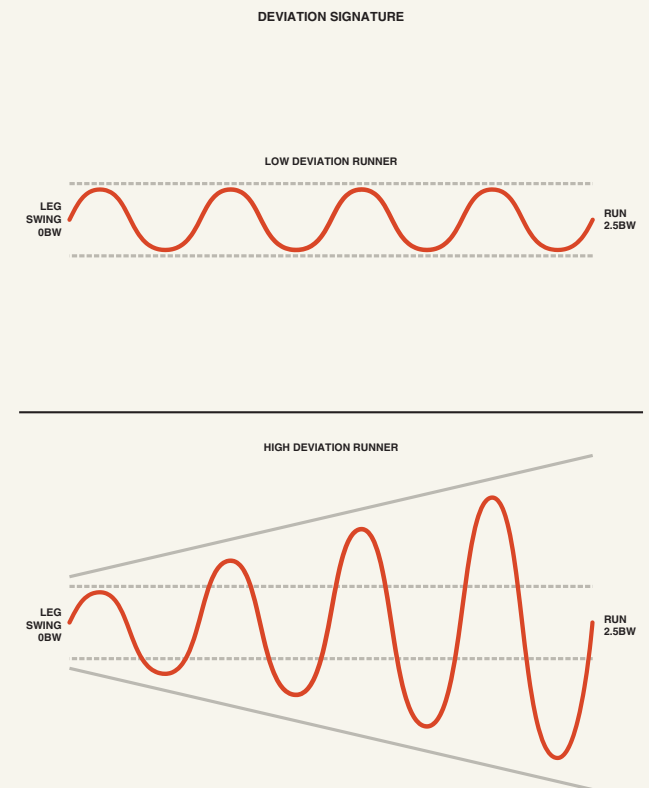 DEVIATION SIGNATURE
LOW DEVIATION RUNNER
LEG
SWING
0BW
RUN
2.5BW
HIGH DEVIATION RUNNER
LEG
SWING
0BW
RUN
2.5BW